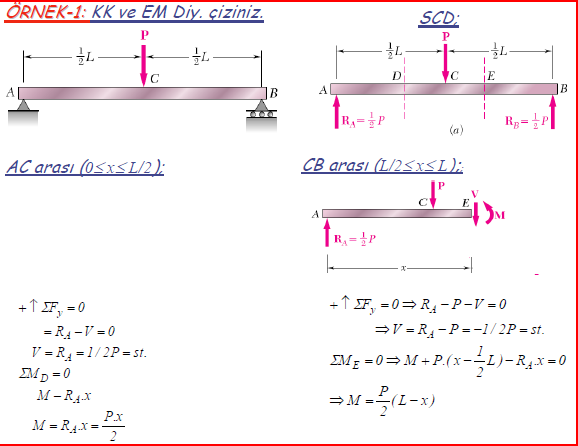 ÖRNEK-1: KK ve EM Diy. çiziniz.
P
½L
½L
A
C
B
SCD;
P
½L
½L
A
D
C
E
B
R_A = ½P
R_B = ½P
(a)
AC arası (0≤x≤L/2);
+↑ΣF_y = 0
= R_A – V = 0
V = R_A = 1/2P = st.
ΣM_D = 0
M – R_A.x
M = R_A.x = P.x/2
CB arası (L/2≤x≤L);.
P
V
A
C
E
M
R_A = ½P
x
-
+↑ΣF_y = 0 ⇒ R_A – P – V = 0
⇒ V = R_A – P = –1/2P = st.
ΣM_E = 0 ⇒ M + P.(x – 1/2 L) – R_A.x = 0
⇒ M = P/2 (L – x)